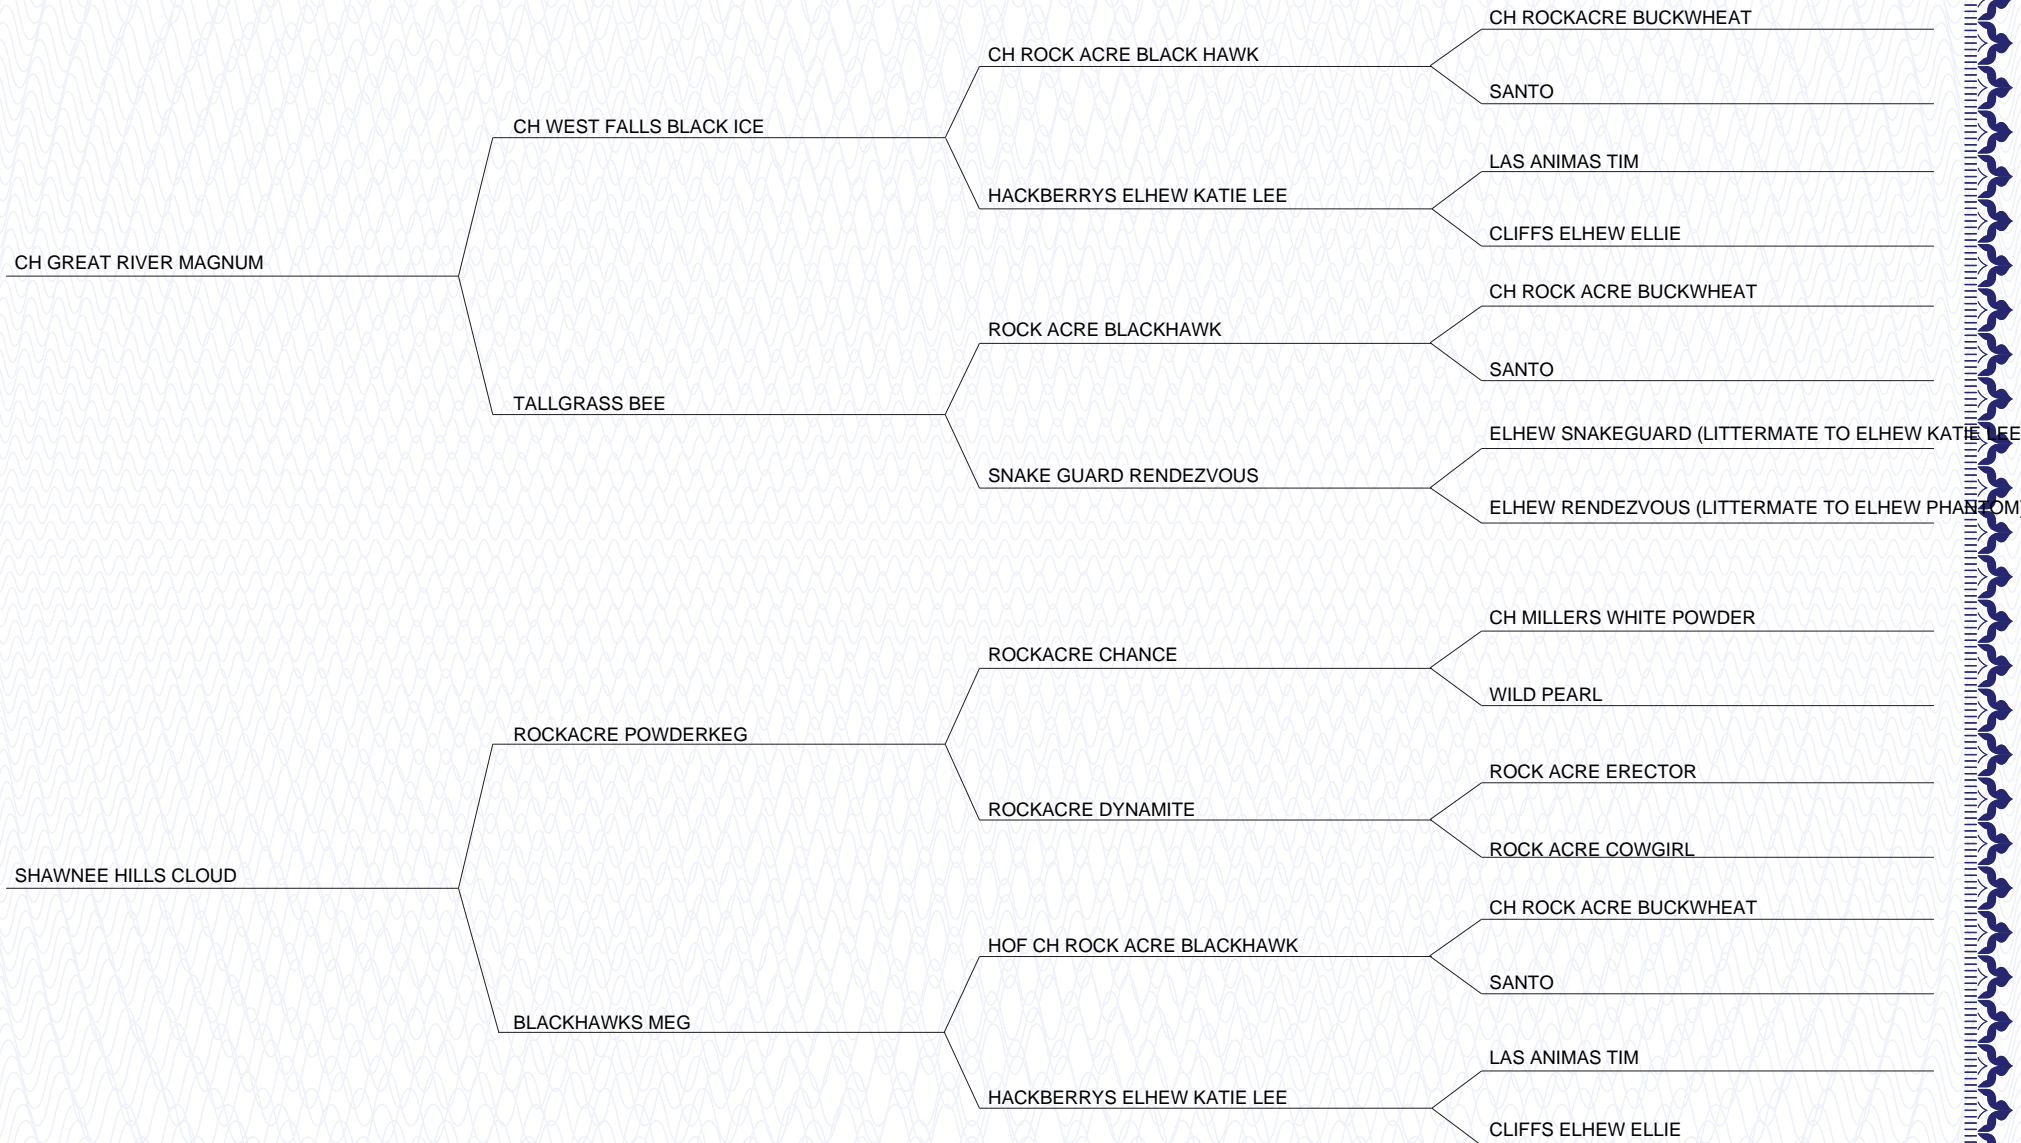 CH ROCKACRE BUCKWHEAT
CH ROCK ACRE BLACK HAWK
SANTO
CH WEST FALLS BLACK ICE
LAS ANIMAS TIM
HACKBERRYS ELHEW KATIE LEE
CLIFFS ELHEW ELLIE
CH GREAT RIVER MAGNUM
CH ROCK ACRE BUCKWHEAT
ROCK ACRE BLACKHAWK
SANTO
TALLGRASS BEE
ELHEW SNAKEGUARD (LITTERMATE TO ELHEW KATIE LEE
SNAKE GUARD RENDEZVOUS
ELHEW RENDEZVOUS (LITTERMATE TO ELHEW PHANTOM)
CH MILLERS WHITE POWDER
ROCKACRE CHANCE
WILD PEARL
ROCKACRE POWDERKEG
ROCK ACRE ERECTOR
ROCKACRE DYNAMITE
ROCK ACRE COWGIRL
SHAWNEE HILLS CLOUD
CH ROCK ACRE BUCKWHEAT
HOF CH ROCK ACRE BLACKHAWK
SANTO
BLACKHAWKS MEG
LAS ANIMAS TIM
HACKBERRYS ELHEW KATIE LEE
CLIFFS ELHEW ELLIE